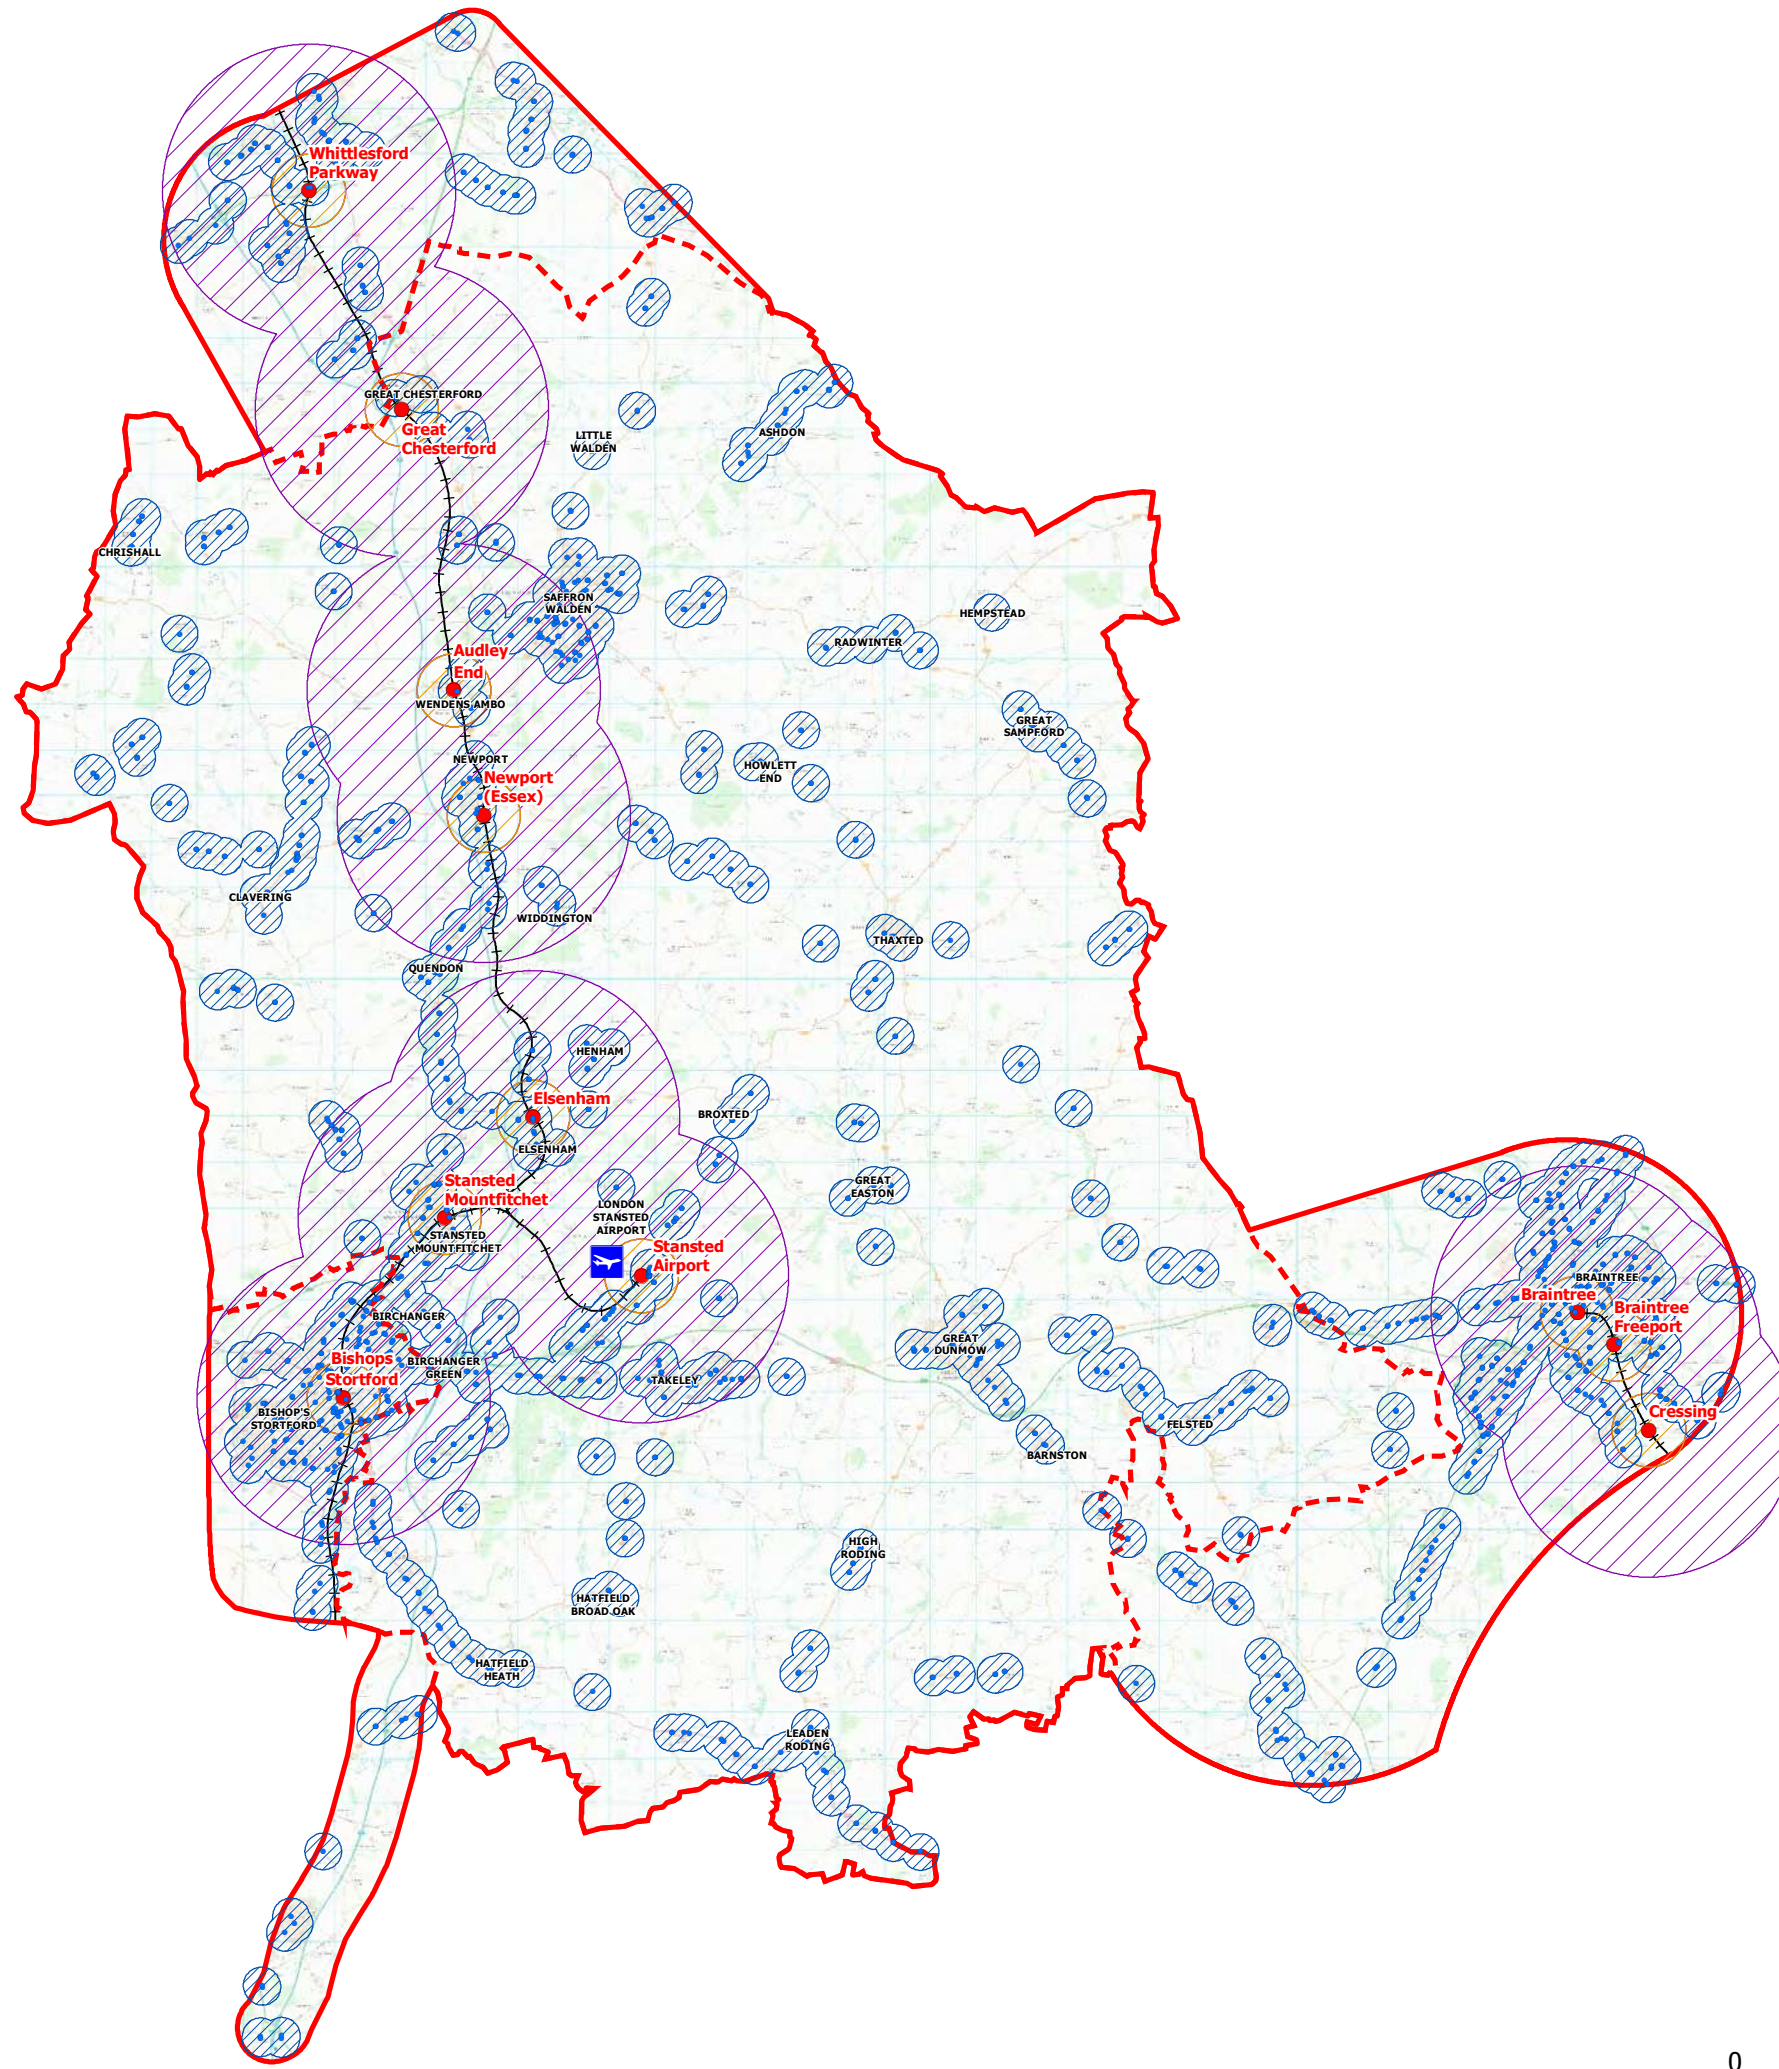 Whittlesford
Parkway
GREAT CHESTERFORD
Great
Chesterford
LITTLE
WALDEN
ASHDON
CHRISHALL
SAFFRON
WALDEN
HEMPSTEAD
RADWINTER
Audley
End
WENDENS AMBO
GREAT
SAMPFORD
NEWPORT
Newport
(Essex)
HOWLETT
END
CLAVERING
WIDDINGTON
THAXTED
QUENDON
HENHAM
Elsenham
BROXTED
ELSENHAM
Stansted
Mountfitchet
GREAT
EASTON
LONDON
STANSTED
AIRPORT
STANSTED
MOUNTFITCHET
Stansted
Airport
BRAINTREE
Braintree
Braintree
Freeport
BIRCHANGER
GREAT
DUNMOW
Bishops
Stortford
BIRCHANGER
GREEN
TAKELEY
BISHOP'S
STORTFORD
Cressing
FELSTED
BARNSTON
HIGH
RODING
HATFIELD
BROAD OAK
HATFIELD
HEATH
LEADEN
RODING
0